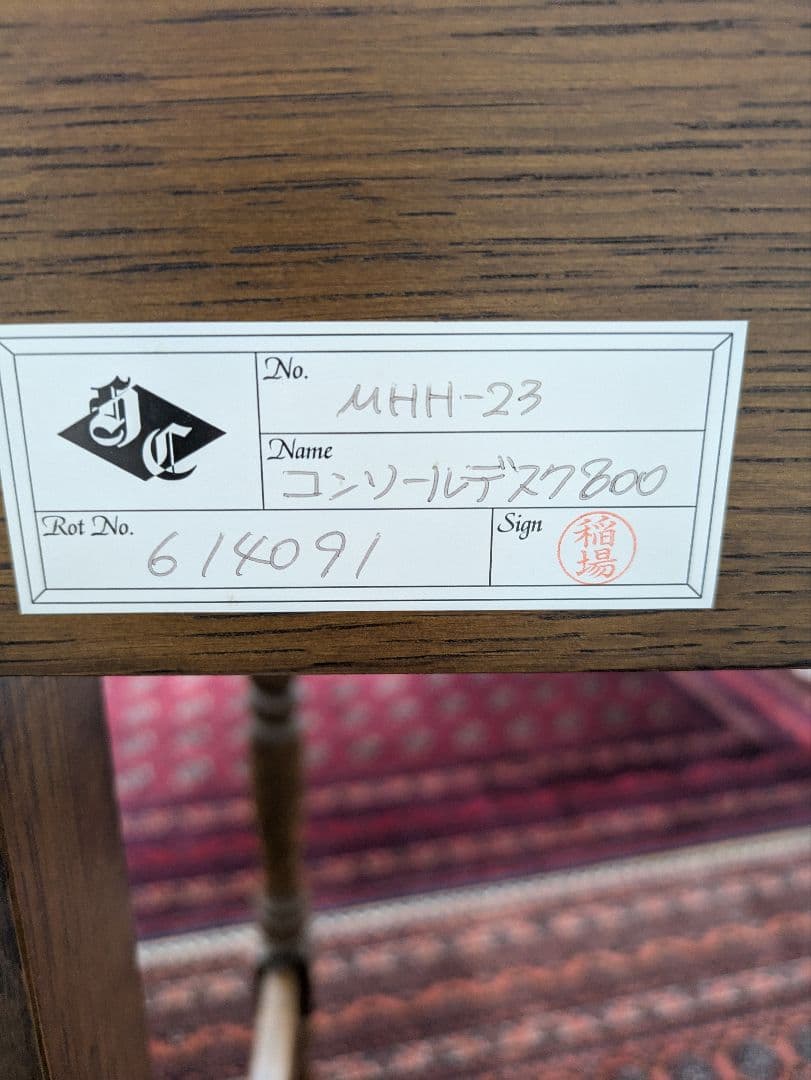 No.
MHH-23
Name
コンソールデスク800
Rot No.
614091
Sign
稲場